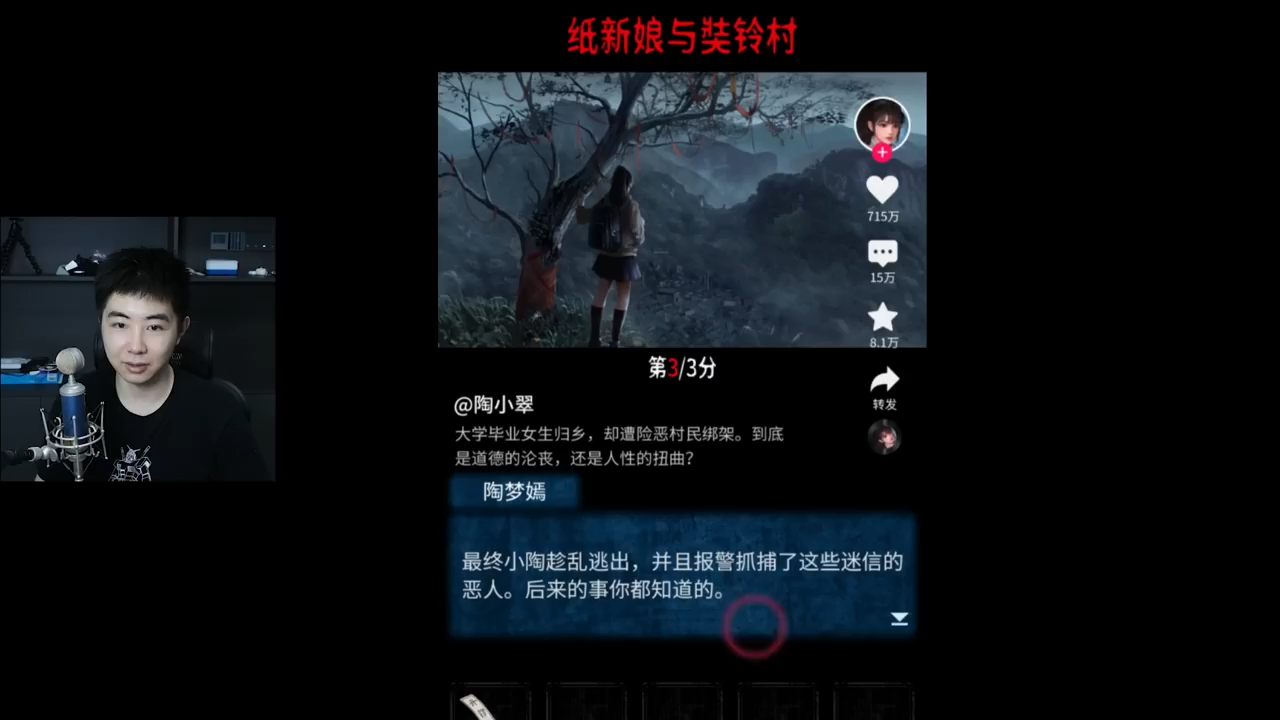 纸新娘与奘铃村
715万
15万
8.1万
第3/3分
转发
@陶小翠
大学毕业女生归乡，却遭险恶村民绑架。到底
是道德的沦丧，还是人性的扭曲？
陶梦嫣
最终小陶趁乱逃出，并且报警抓捕了这些迷信的
恶人。后来的事你都知道的。